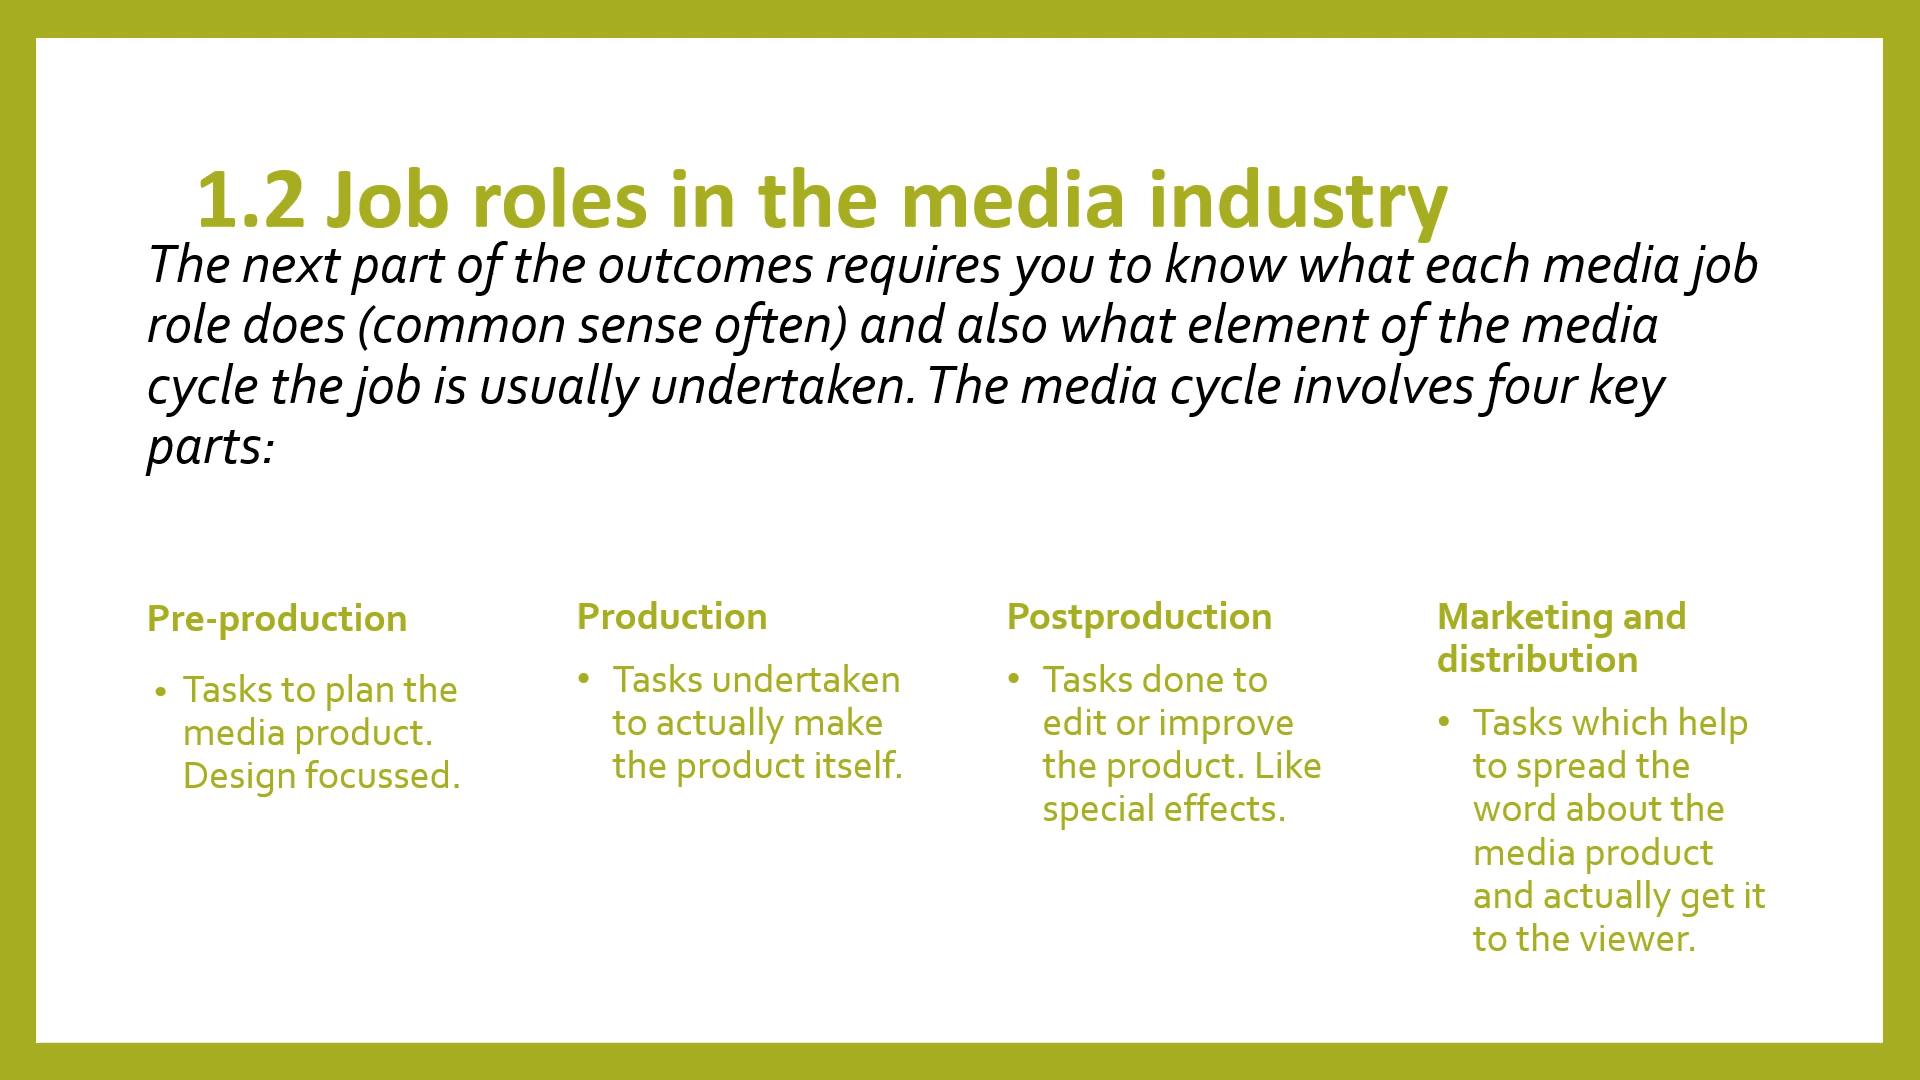 1.2 Job roles in the media industry
The next part of the outcomes requires you to know what each media job
role does (common sense often) and also what element of the media
cycle the job is usually undertaken. The media cycle involves four key
parts:
Pre-production
• Tasks to plan the
media product.
Design focussed.
Production
• Tasks undertaken
to actually make
the product itself.
Postproduction
• Tasks done to
edit or improve
the product. Like
special effects.
Marketing and
distribution
• Tasks which help
to spread the
word about the
media product
and actually get it
to the viewer.